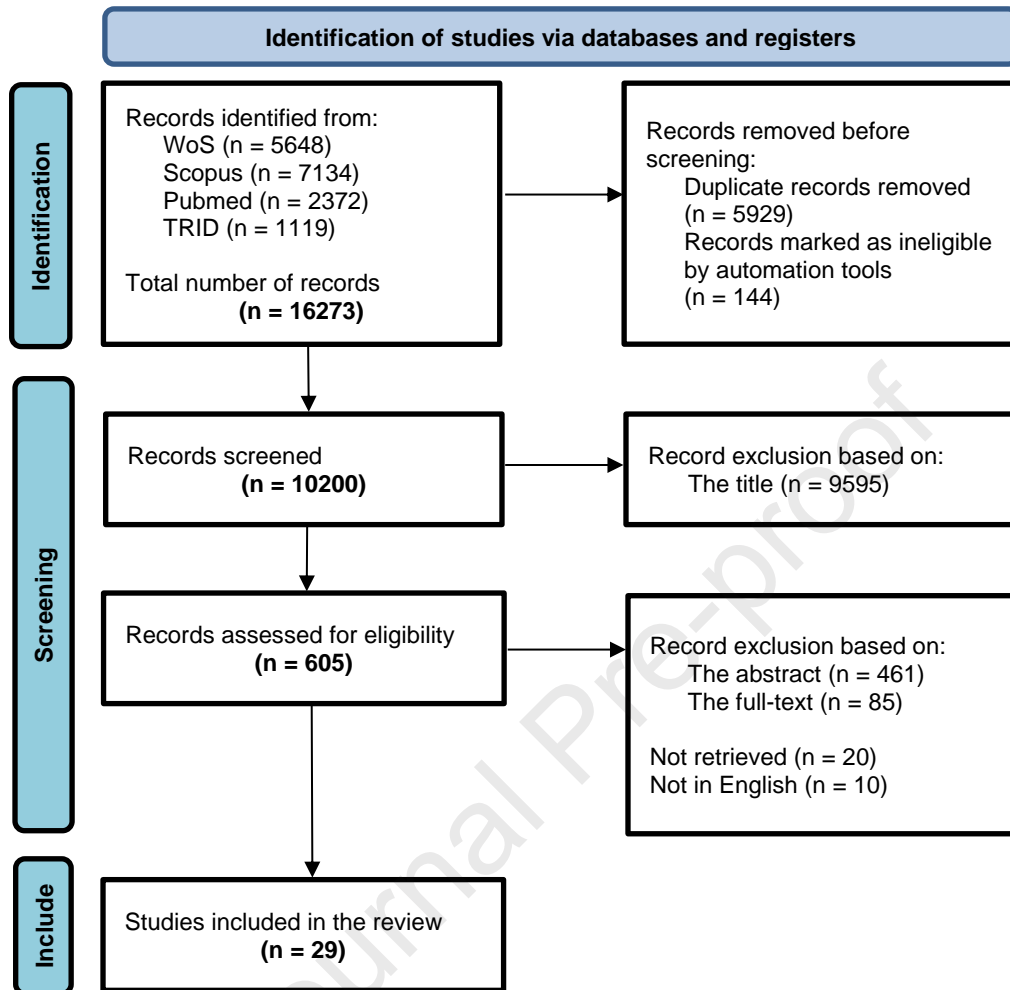 Identification of studies via databases and registers
Identification
Records identified from:
WoS (n = 5648)
Scopus (n = 7134)
Pubmed (n = 2372)
TRID (n = 1119)
Total number of records
(n = 16273)
Records removed before
screening:
Duplicate records removed
(n = 5929)
Records marked as ineligible
by automation tools
(n = 144)
Screening
Records screened
(n = 10200)
Record exclusion based on:
The title (n = 9595)
Records assessed for eligibility
(n = 605)
Record exclusion based on:
The abstract (n = 461)
The full-text (n = 85)
Not retrieved (n = 20)
Not in English (n = 10)
Include
Studies included in the review
(n = 29)
urnal Pre-proof